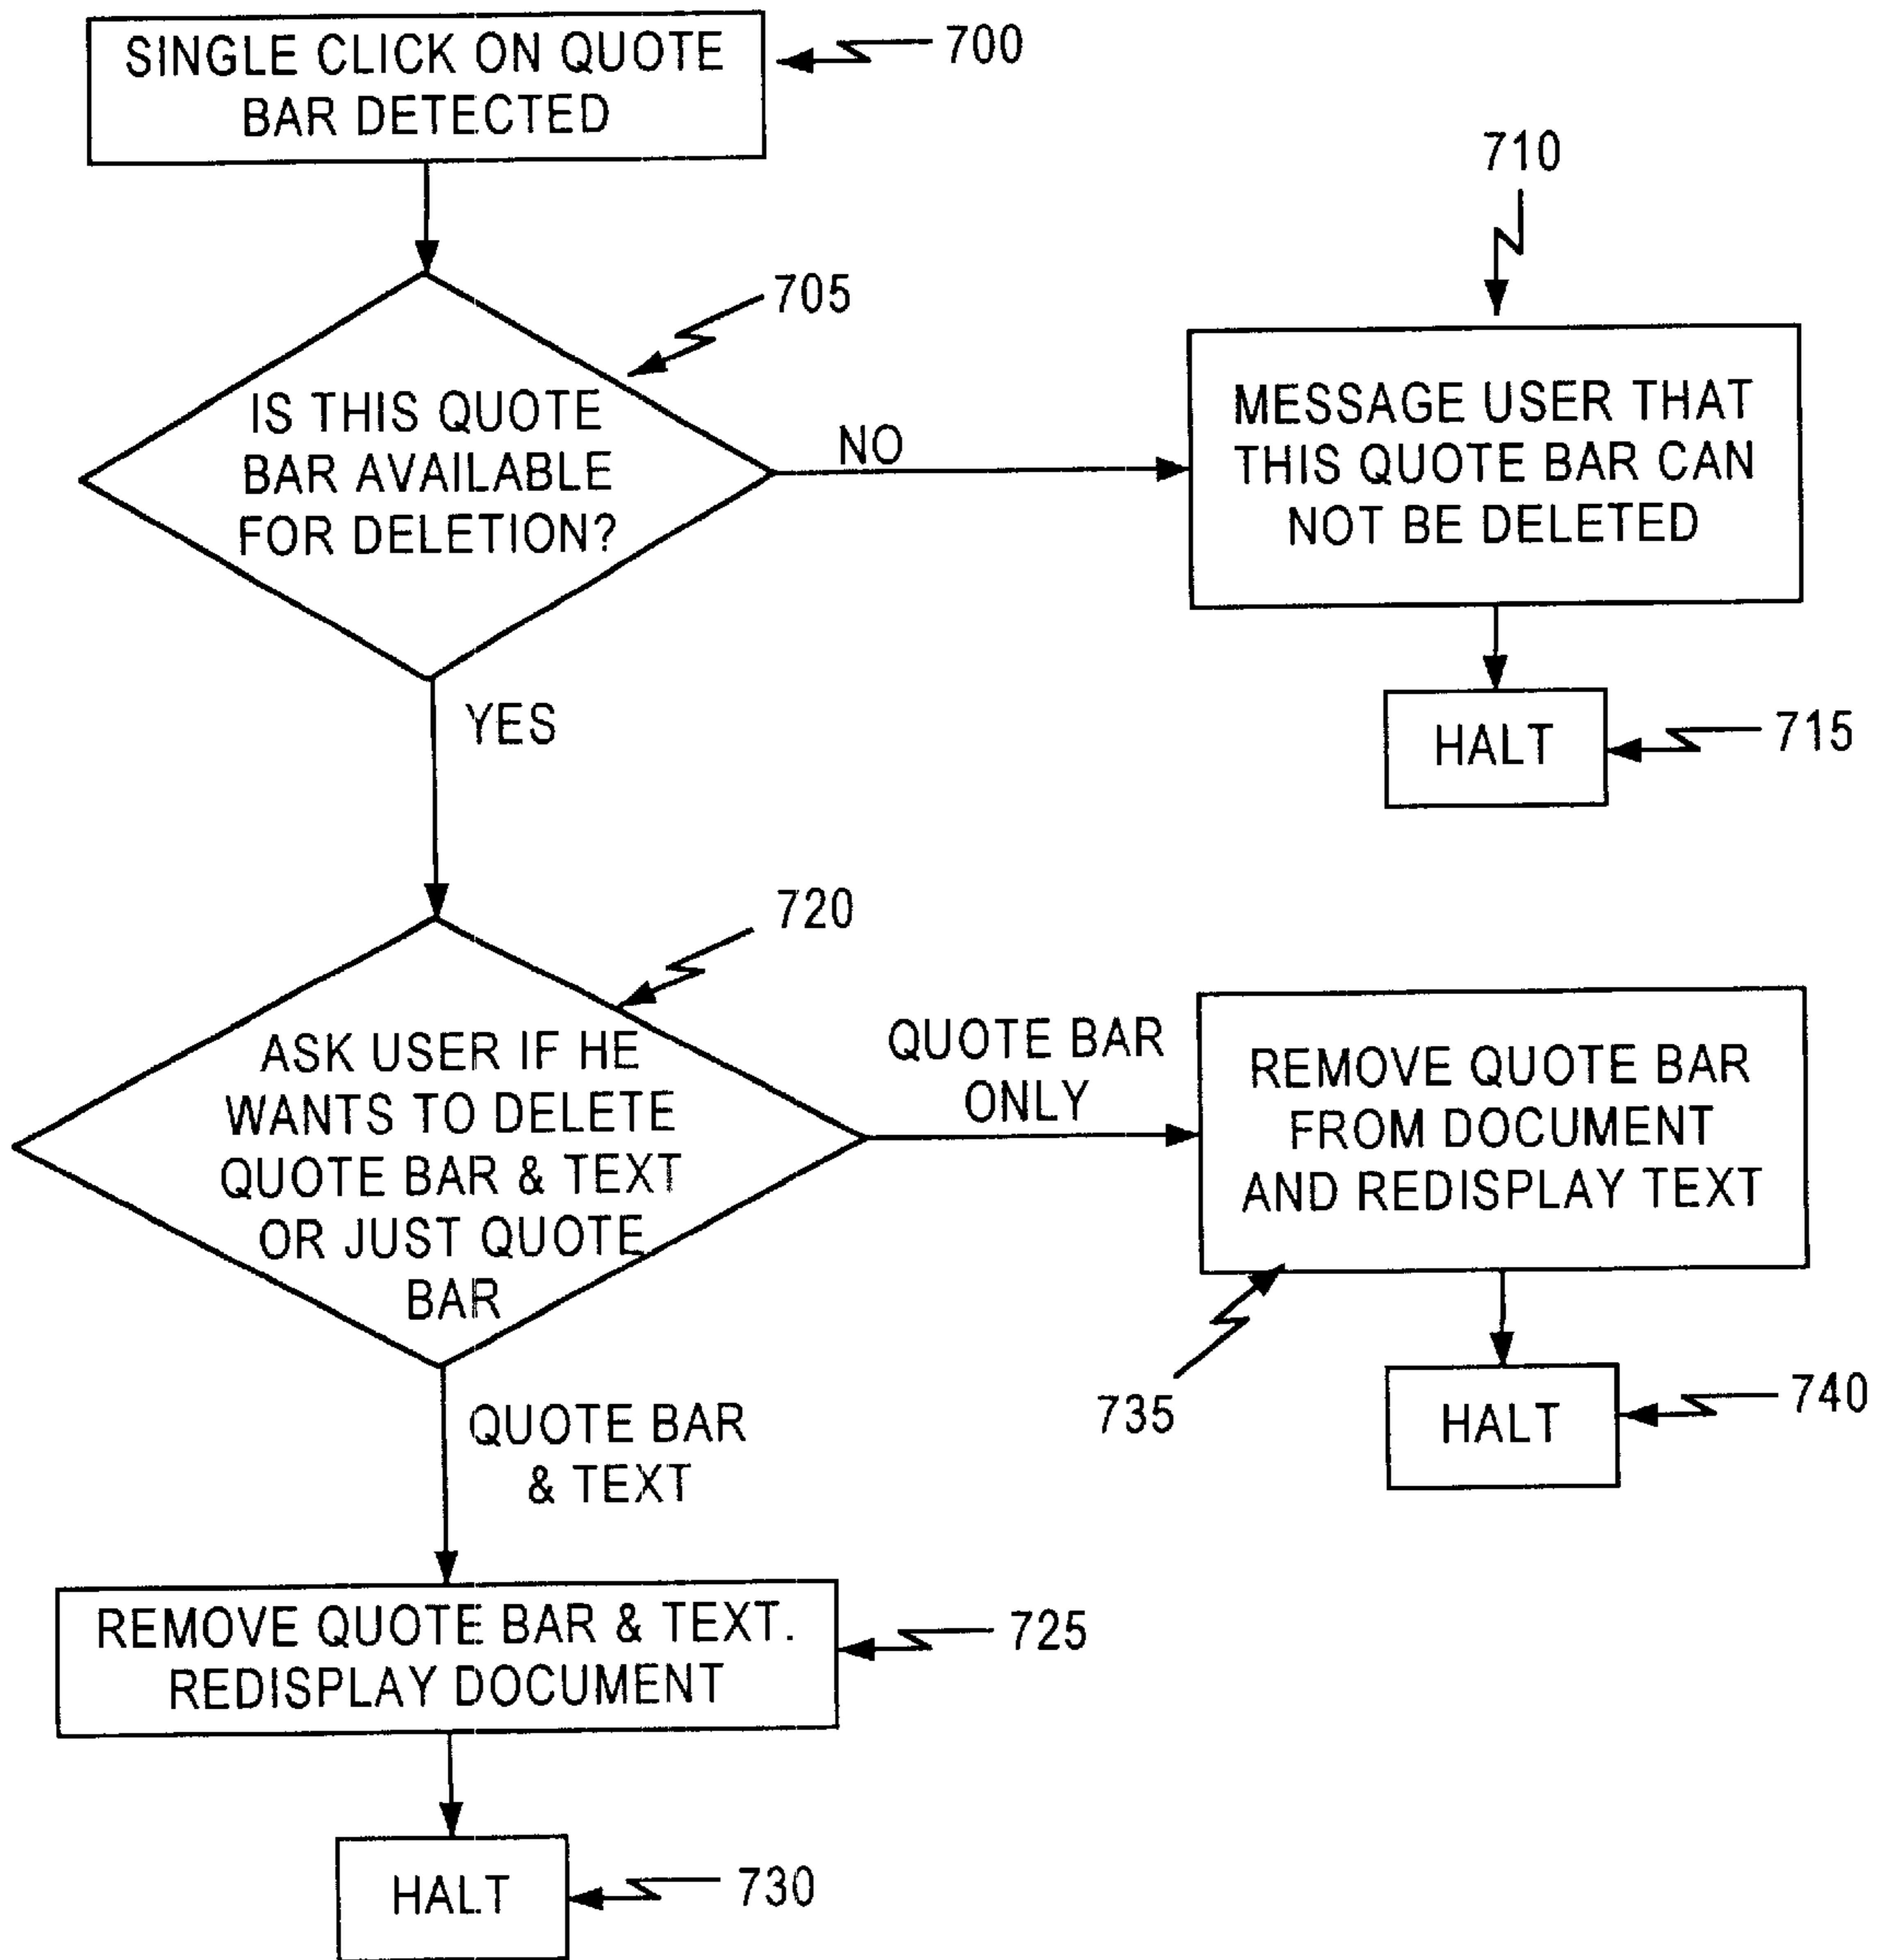 SINGLE CLICK ON QUOTE
BAR DETECTED
700
705
IS THIS QUOTE
BAR AVAILABLE
FOR DELETION?
NO
710
MESSAGE USER THAT
THIS QUOTE BAR CAN
NOT BE DELETED
HALT
715
YES
720
ASK USER IF HE
WANTS TO DELETE
QUOTE BAR & TEXT
OR JUST QUOTE
BAR
QUOTE BAR
ONLY
REMOVE QUOTE BAR
FROM DOCUMENT
AND REDISPLAY TEXT
735
HALT
740
QUOTE BAR
& TEXT
REMOVE QUOTE BAR & TEXT.
REDISPLAY DOCUMENT
725
HALT
730